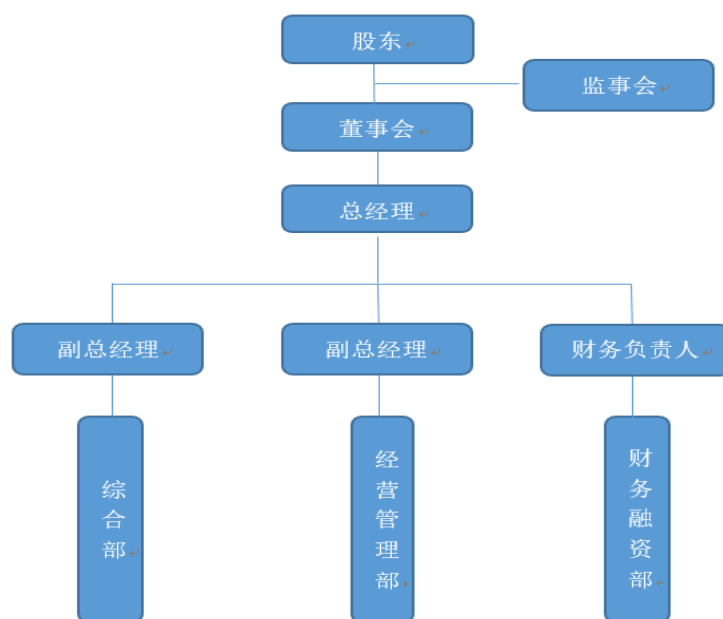 股东
监事会
董事会
总经理
副总经理
副总经理
财务负责人
综合部
经营管理部
财务融资部